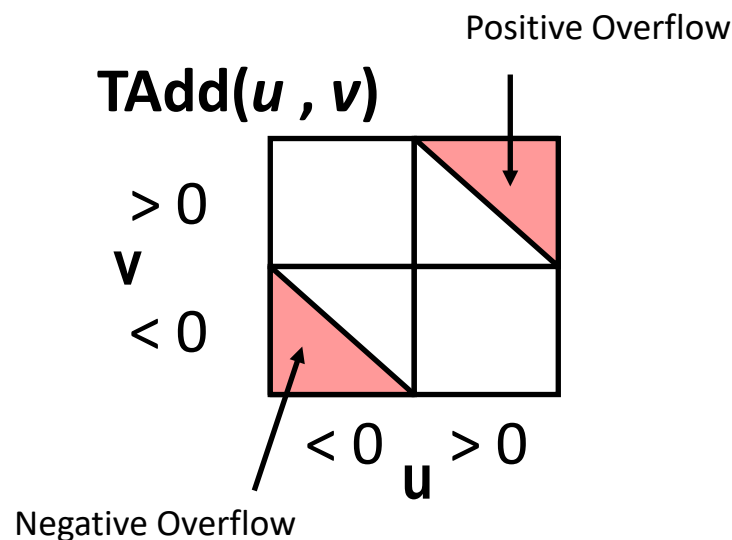 Positive Overflow
TAdd(u , v)
> 0
v
< 0
< 0 > 0
u
Negative Overflow